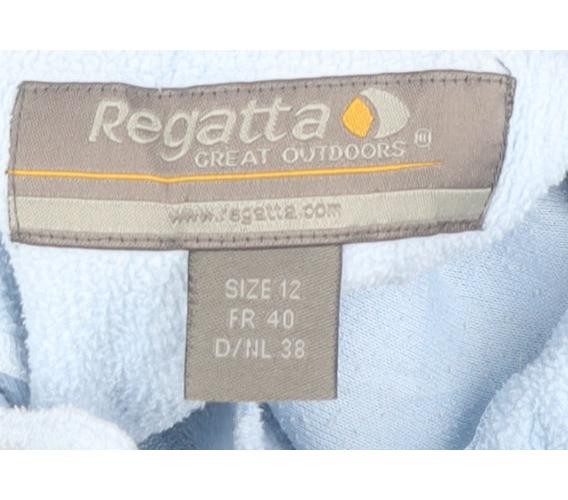 Regatta
GREAT OUTDOORS
www.regatta.com
SIZE 12
FR 40
D/NL 38